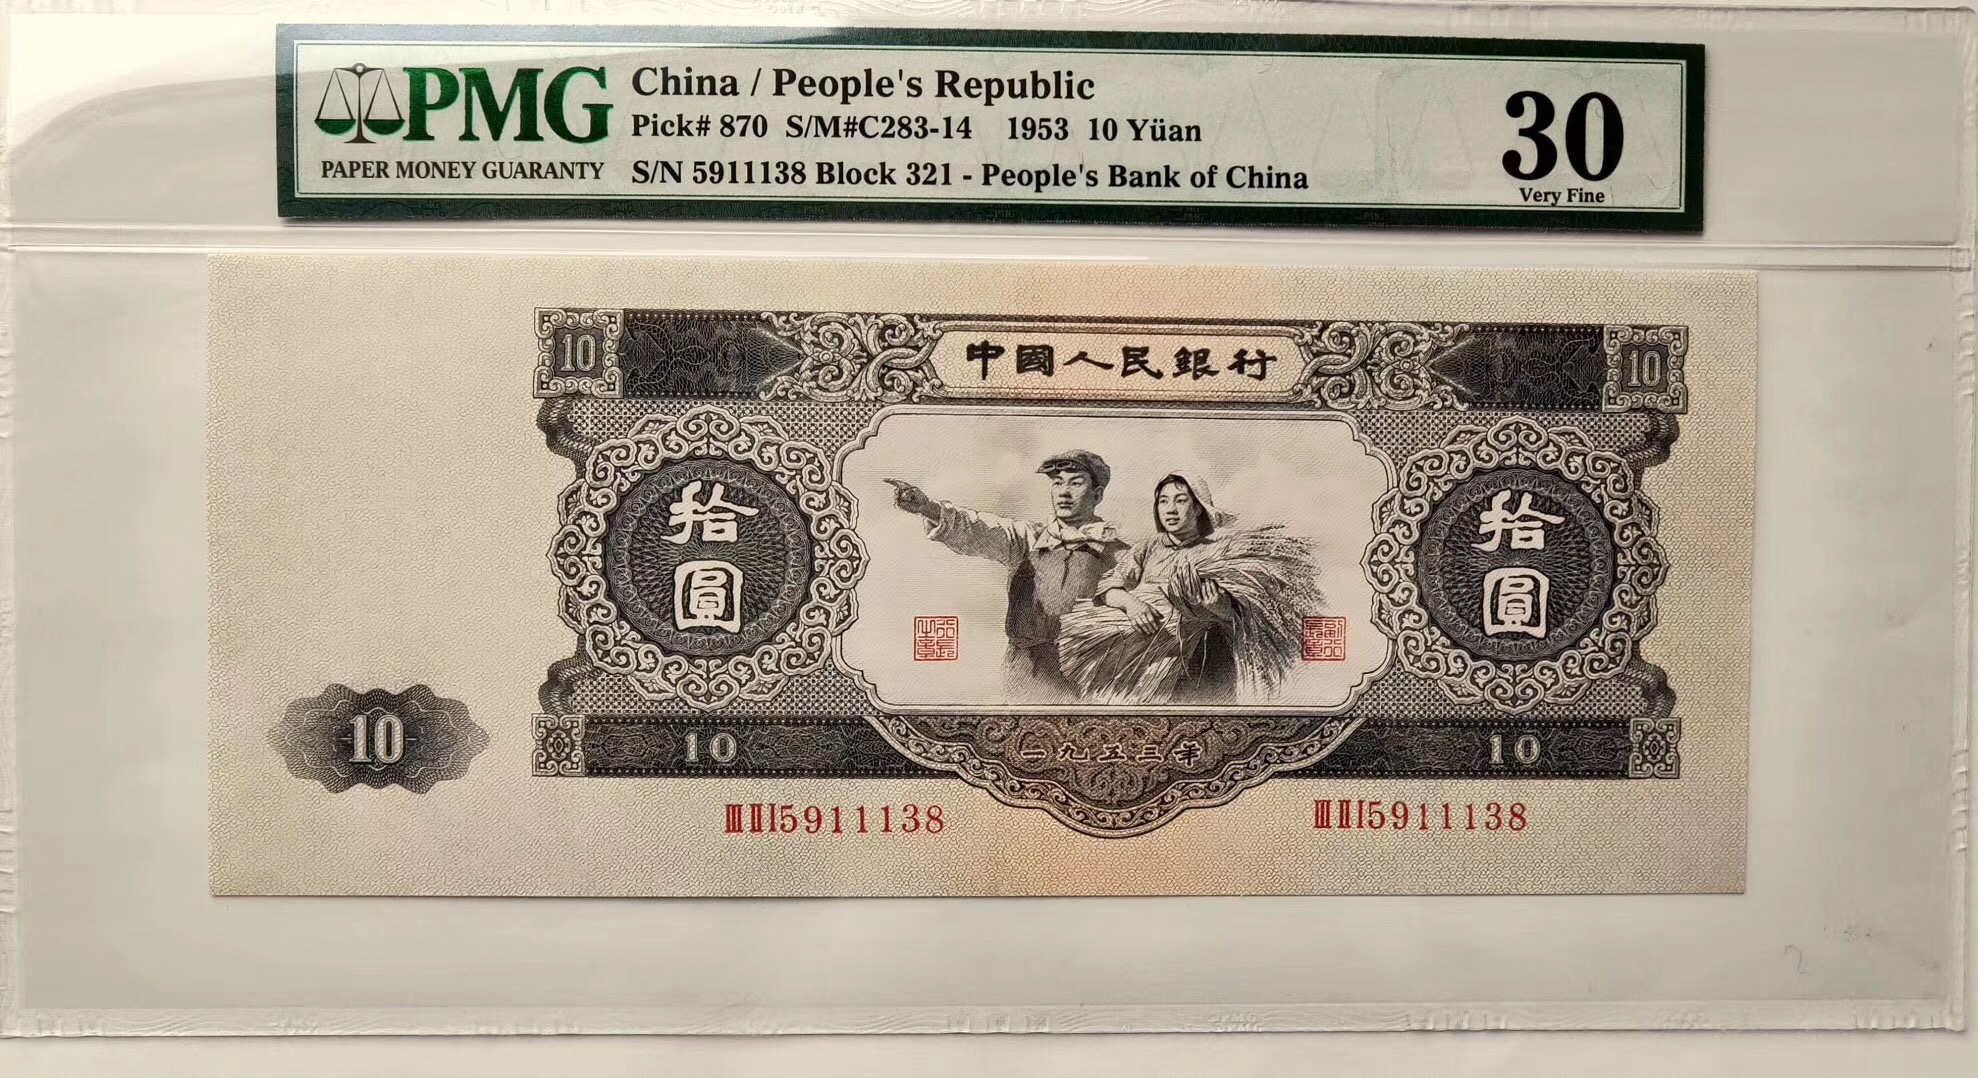 PMG
PAPER MONEY GUARANTY
China / People's Republic
Pick# 870 S/M#C283-14 1953 10 Yüan
S/N 5911138 Block 321 - People's Bank of China
30
Very Fine
10 中國人民銀行 10
拾圓
拾圓
10
10 一九五三年 10
ⅢⅡⅠ5911138 ⅢⅡⅠ5911138